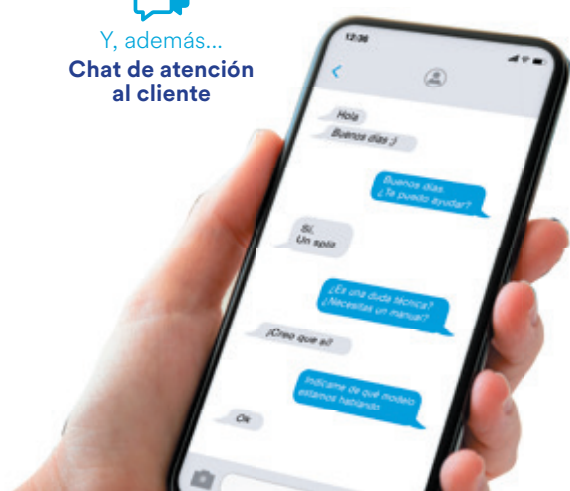 Y, además...
Chat de atención
al cliente
12:36
Hola
Buenos días ;)
Buenos días.
¿Te puedo ayudar?
Sí,
Un split
¿Es una duda técnica?
¿Necesitas un manual?
¡Creo que sí!
Indícame de qué modelo
estamos hablando
Ok